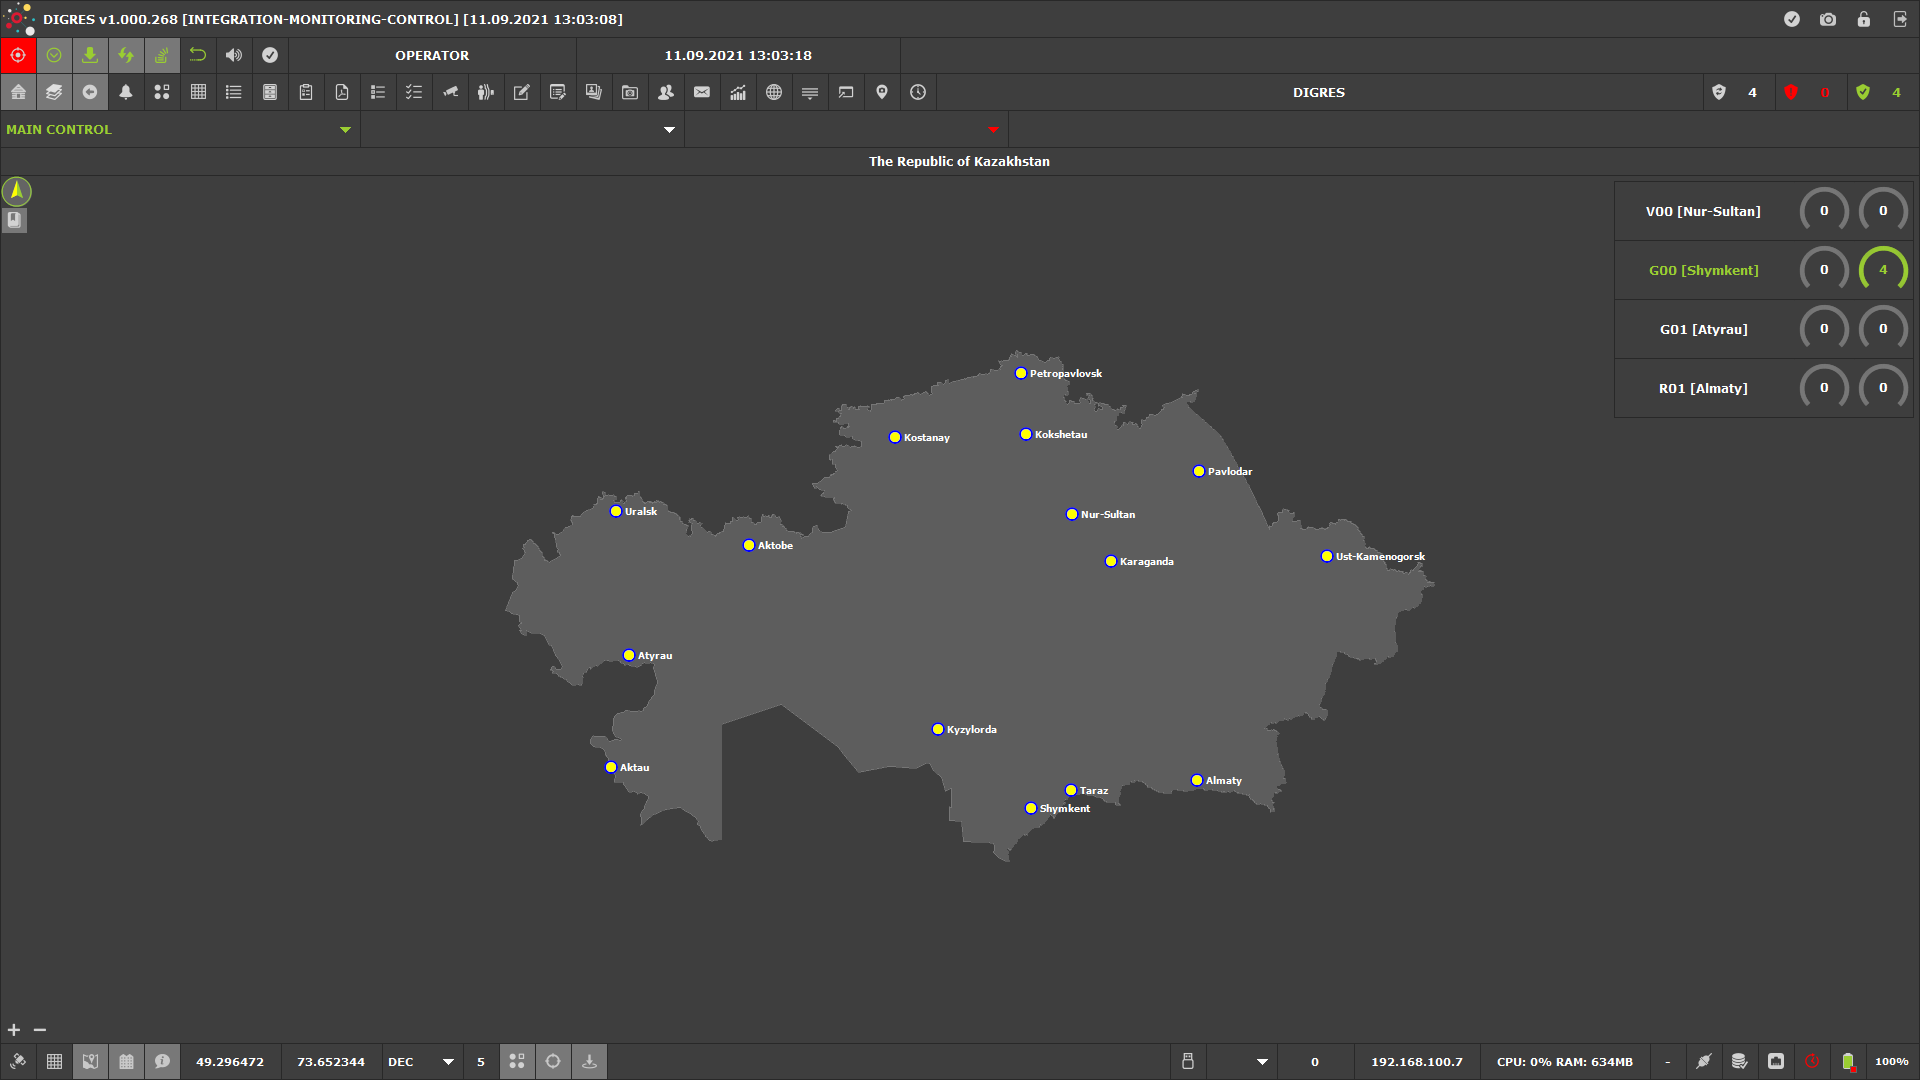 DIGRES v1.000.268 [INTEGRATION-MONITORING-CONTROL] [11.09.2021 13:03:08]
OPERATOR 11.09.2021 13:03:18
DIGRES 4 0 4
MAIN CONTROL
The Republic of Kazakhstan
V00 [Nur-Sultan] 0 0
G00 [Shymkent] 0 4
G01 [Atyrau] 0 0
R01 [Almaty] 0 0
Petropavlovsk
Kostanay
Kokshetau
Pavlodar
Uralsk
Nur-Sultan
Aktobe
Ust-Kamenogorsk
Karaganda
Atyrau
Kyzylorda
Aktau
Almaty
Taraz
Shymkent
49.296472 73.652344 DEC 5 0 192.168.100.7 CPU: 0% RAM: 634MB - 100%